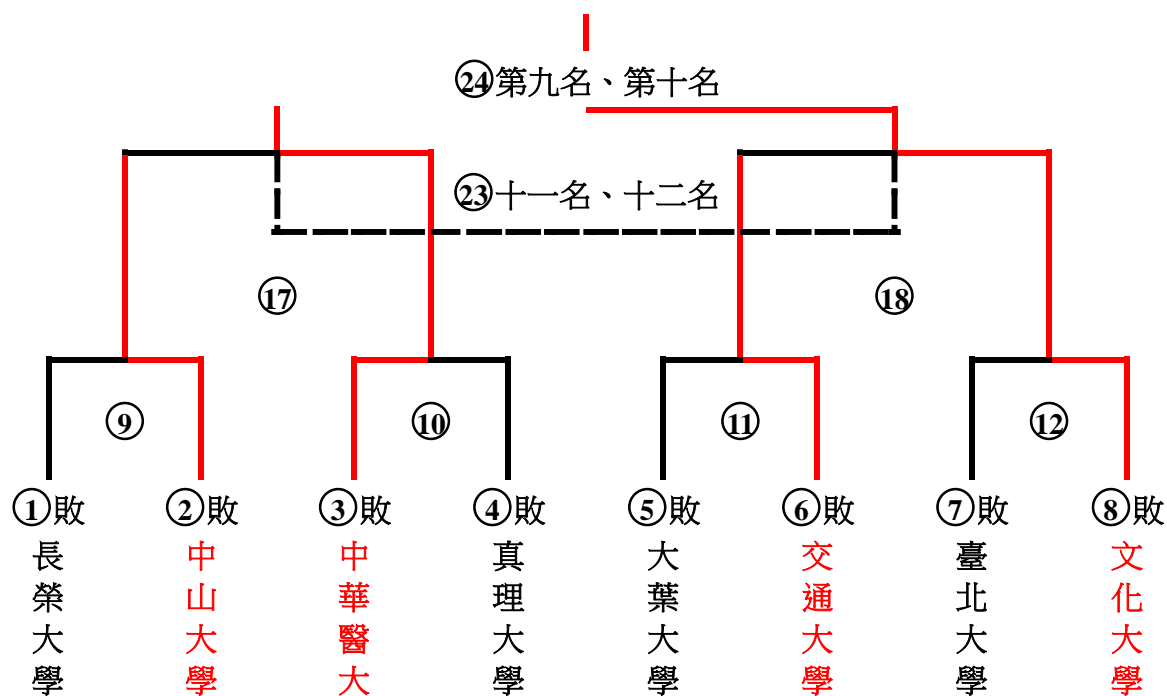 ㉔第九名、第十名
㉓十一名、十二名
⑰
⑱
⑨
⑩
⑪
⑫
①敗
②敗
③敗
④敗
⑤敗
⑥敗
⑦敗
⑧敗
長榮大學
中山大學
中華醫大
真理大學
大葉大學
交通大學
臺北大學
文化大學